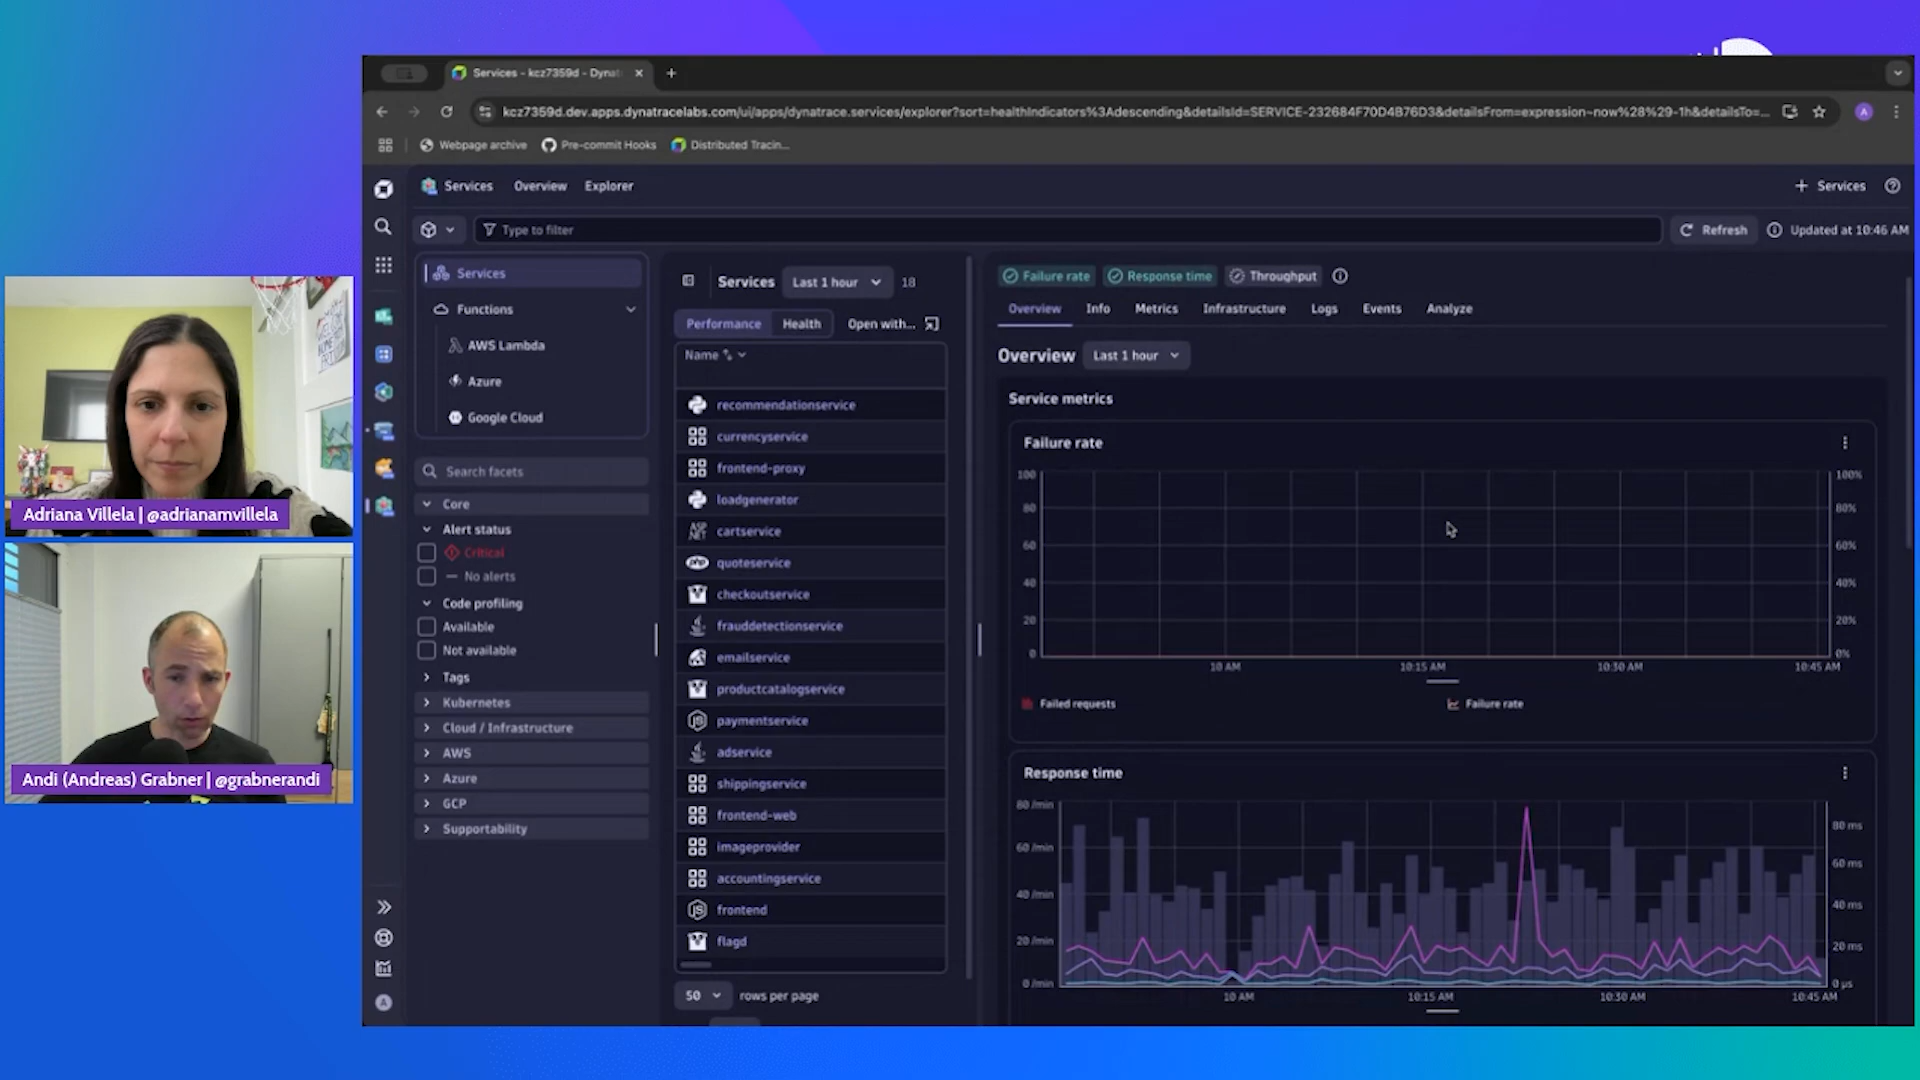 Services - kcz7359d - Dynat
kcz7359d.dev.apps.dynatracelabs.com/ui/apps/dynatrace.services/explorer?sort=healthIndicators%3Adescending&detailsId=SERVICE-232684F70D4B76D3&detailsFrom=expression~now%28%29-1h&detailsTo=...
Webpage archive
Pre-commit Hooks
Distributed Tracin...
Services
Overview
Explorer
+ Services
Type to filter
Refresh
Updated at 10:46 AM
Services
Functions
AWS Lambda
Azure
Google Cloud
Search facets
Core
Alert status
Critical
No alerts
Code profiling
Available
Not available
Tags
Kubernetes
Cloud / Infrastructure
AWS
Azure
GCP
Supportability
Services
Last 1 hour
18
Performance
Health
Open with...
Name
recommendationservice
currencyservice
frontend-proxy
loadgenerator
cartservice
quoteservice
checkoutservice
frauddetectionservice
emailservice
productcatalogservice
paymentservice
adservice
shippingservice
frontend-web
imageprovider
accountingservice
frontend
flagd
50
rows per page
Failure rate
Response time
Throughput
Overview
Info
Metrics
Infrastructure
Logs
Events
Analyze
Overview
Last 1 hour
Service metrics
Failure rate
100
80
60
40
20
0
100%
80%
60%
40%
20%
0%
10 AM
10:15 AM
10:30 AM
10:45 AM
Failed requests
Failure rate
Response time
80 /min
60 /min
40 /min
20 /min
0 /min
80 ms
60 ms
40 ms
20 ms
0 µs
10 AM
10:15 AM
10:30 AM
10:45 AM
Adriana Villela | @adrianamvillela
Andi (Andreas) Grabner | @grabnerandi